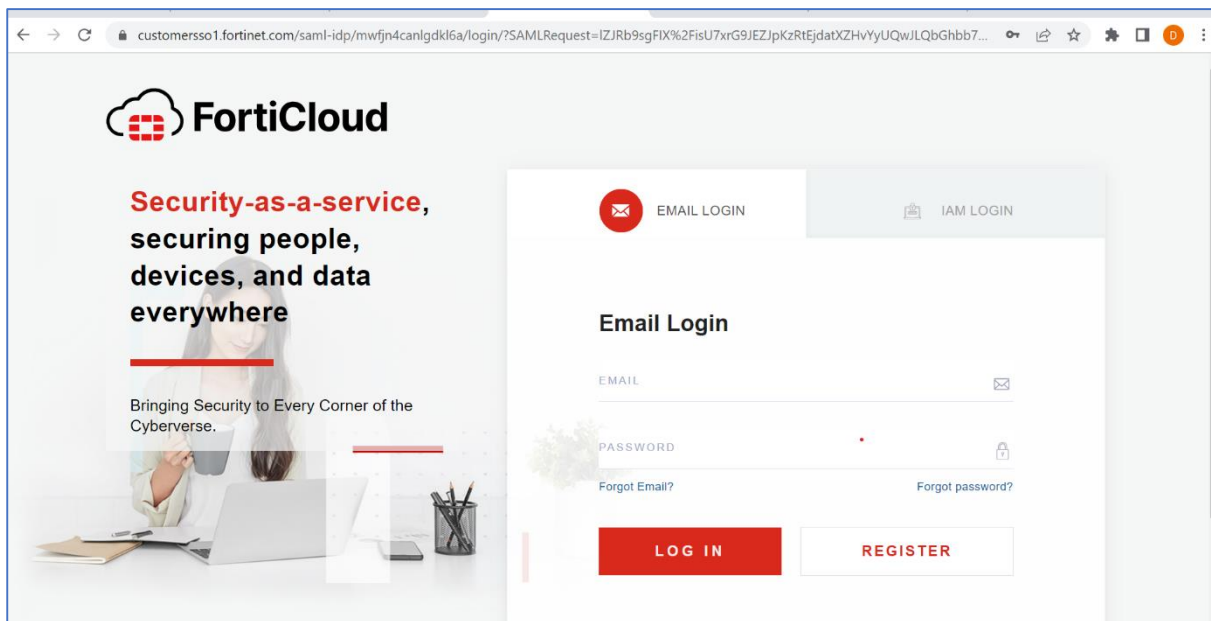 customersso1.fortinet.com/saml-idp/mwfjn4canlgdkl6a/login/?SAMLRequest=lZJRb9sgFIX%2FisU7xrG9JEZJpKzRtEjdatXZHvYyUQwJLQbGhbb7...
D
FortiCloud
Security-as-a-service,
securing people,
devices, and data
everywhere
Bringing Security to Every Corner of the
Cyberverse.
EMAIL LOGIN
IAM LOGIN
Email Login
EMAIL
PASSWORD
Forgot Email?
Forgot password?
LOG IN
REGISTER